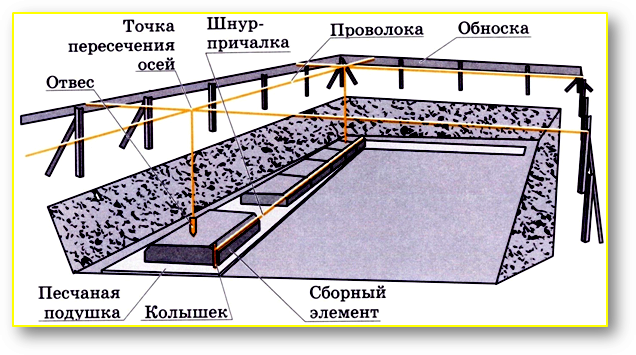 Точка
пересечения
осей
Шнур-
причалка
Проволока
Обноска
Отвес
Песчаная
подушка
Колышек
Сборный
элемент